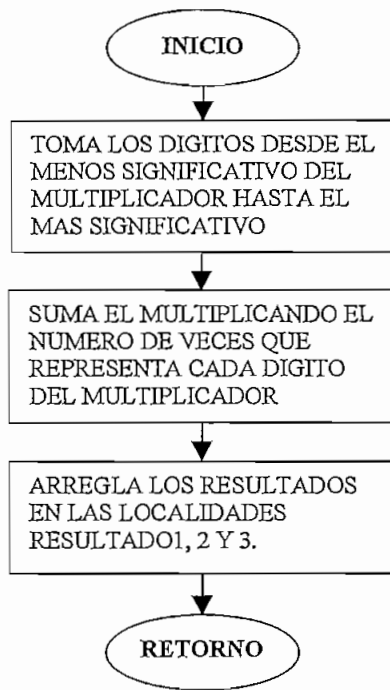 INICIO
TOMA LOS DIGITOS DESDE EL
MENOS SIGNIFICATIVO DEL
MULTIPLICADOR HASTA EL
MAS SIGNIFICATIVO
SUMA EL MULTIPLICANDO EL
NUMERO DE VECES QUE
REPRESENTA CADA DIGITO
DEL MULTIPLICADOR
ARREGLA LOS RESULTADOS
EN LAS LOCALIDADES
RESULTADO1, 2 Y 3.
RETORNO